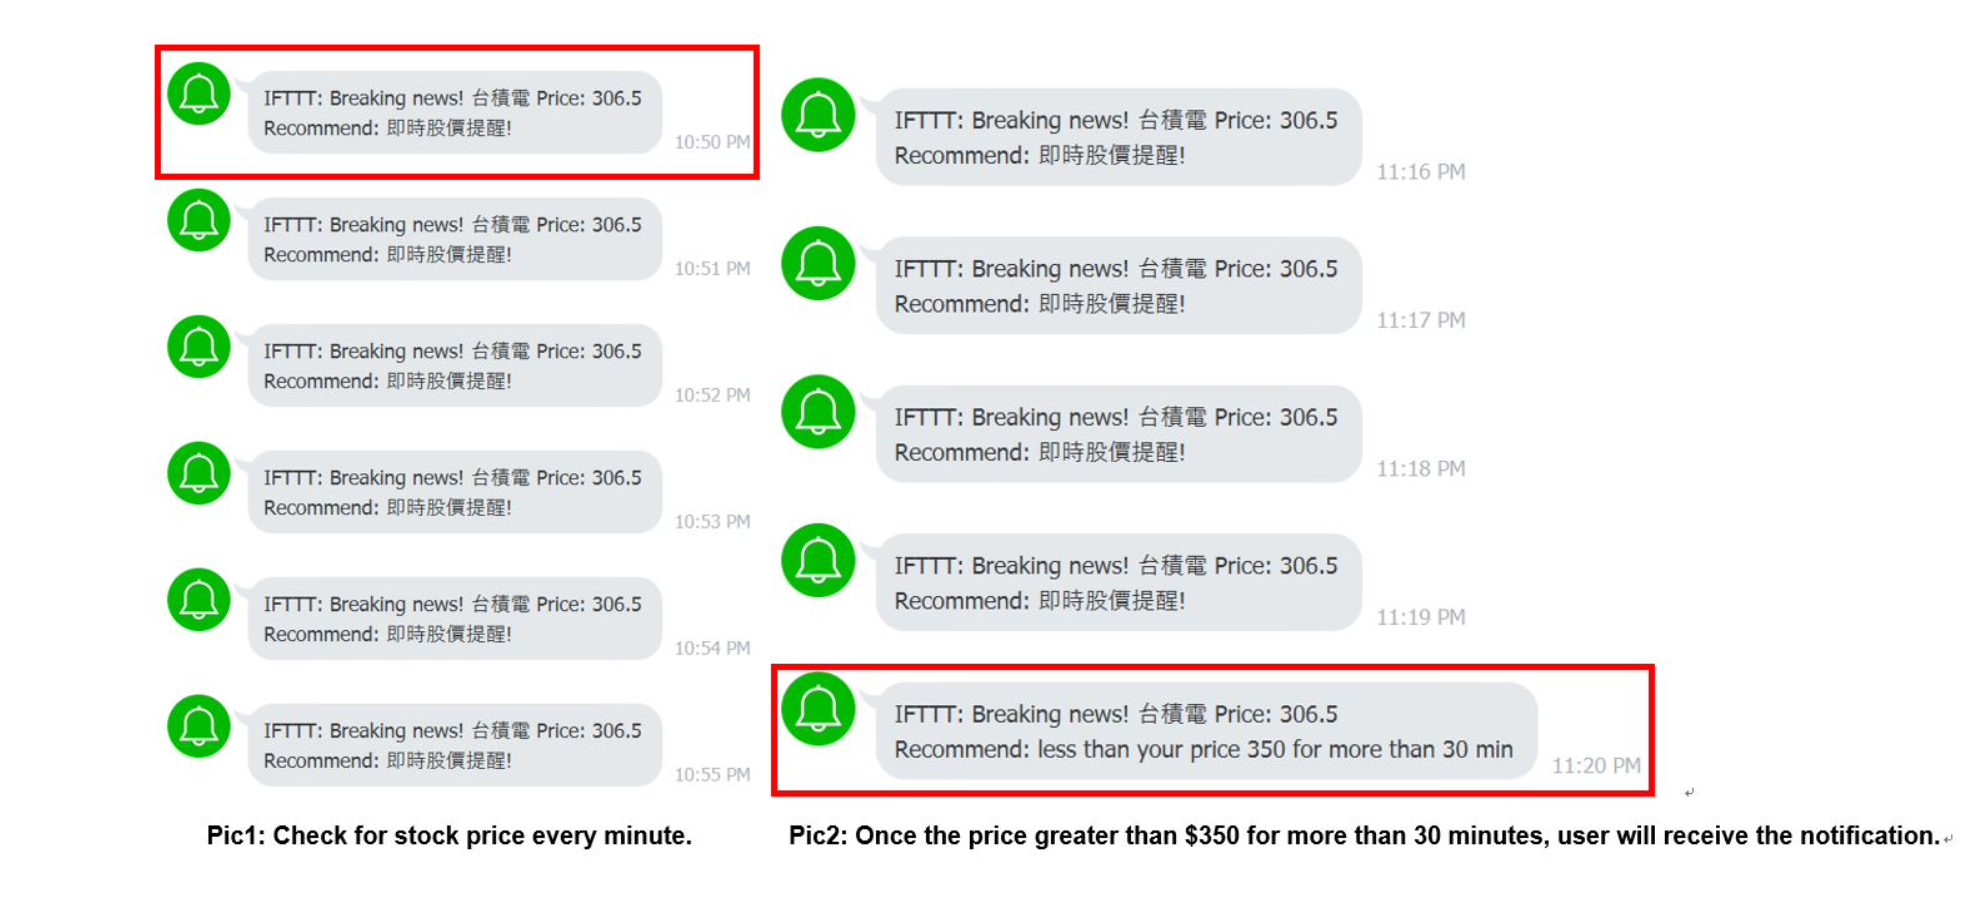 IFTTT: Breaking news! 台積電 Price: 306.5
Recommend: 即時股價提醒!
10:50 PM
IFTTT: Breaking news! 台積電 Price: 306.5
Recommend: 即時股價提醒!
10:51 PM
IFTTT: Breaking news! 台積電 Price: 306.5
Recommend: 即時股價提醒!
10:52 PM
IFTTT: Breaking news! 台積電 Price: 306.5
Recommend: 即時股價提醒!
10:53 PM
IFTTT: Breaking news! 台積電 Price: 306.5
Recommend: 即時股價提醒!
10:54 PM
IFTTT: Breaking news! 台積電 Price: 306.5
Recommend: 即時股價提醒!
10:55 PM
Pic1: Check for stock price every minute.
IFTTT: Breaking news! 台積電 Price: 306.5
Recommend: 即時股價提醒!
11:16 PM
IFTTT: Breaking news! 台積電 Price: 306.5
Recommend: 即時股價提醒!
11:17 PM
IFTTT: Breaking news! 台積電 Price: 306.5
Recommend: 即時股價提醒!
11:18 PM
IFTTT: Breaking news! 台積電 Price: 306.5
Recommend: 即時股價提醒!
11:19 PM
IFTTT: Breaking news! 台積電 Price: 306.5
Recommend: less than your price 350 for more than 30 min
11:20 PM
Pic2: Once the price greater than $350 for more than 30 minutes, user will receive the notification.